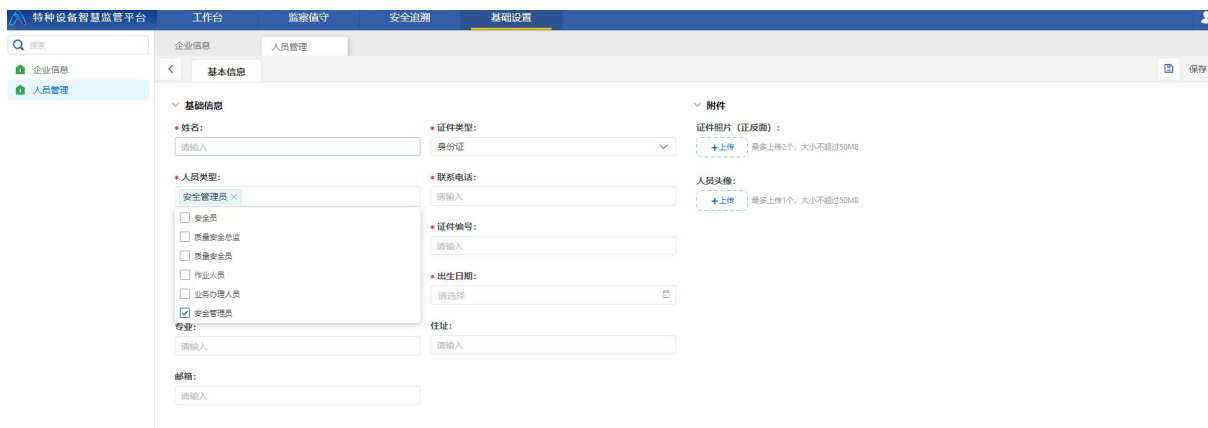 特种设备智慧监管平台 工作台 监察值守 安全追溯 基础设置
搜索
企业信息
人员管理
企业信息 人员管理
基本信息 保存
基础信息
* 姓名:
请输入
* 证件类型:
身份证
* 人员类型:
安全管理员 ×
安全员
质量安全总监
质量安全员
作业人员
业务办理人员
安全管理员
* 联系电话:
请输入
* 证件编号:
请输入
* 出生日期:
请选择
专业:
请输入
住址:
请输入
邮箱:
请输入
附件
证件照片（正反面）:
+上传 最多上传2个，大小不超过50MB
人员头像:
+上传 最多上传1个，大小不超过50MB